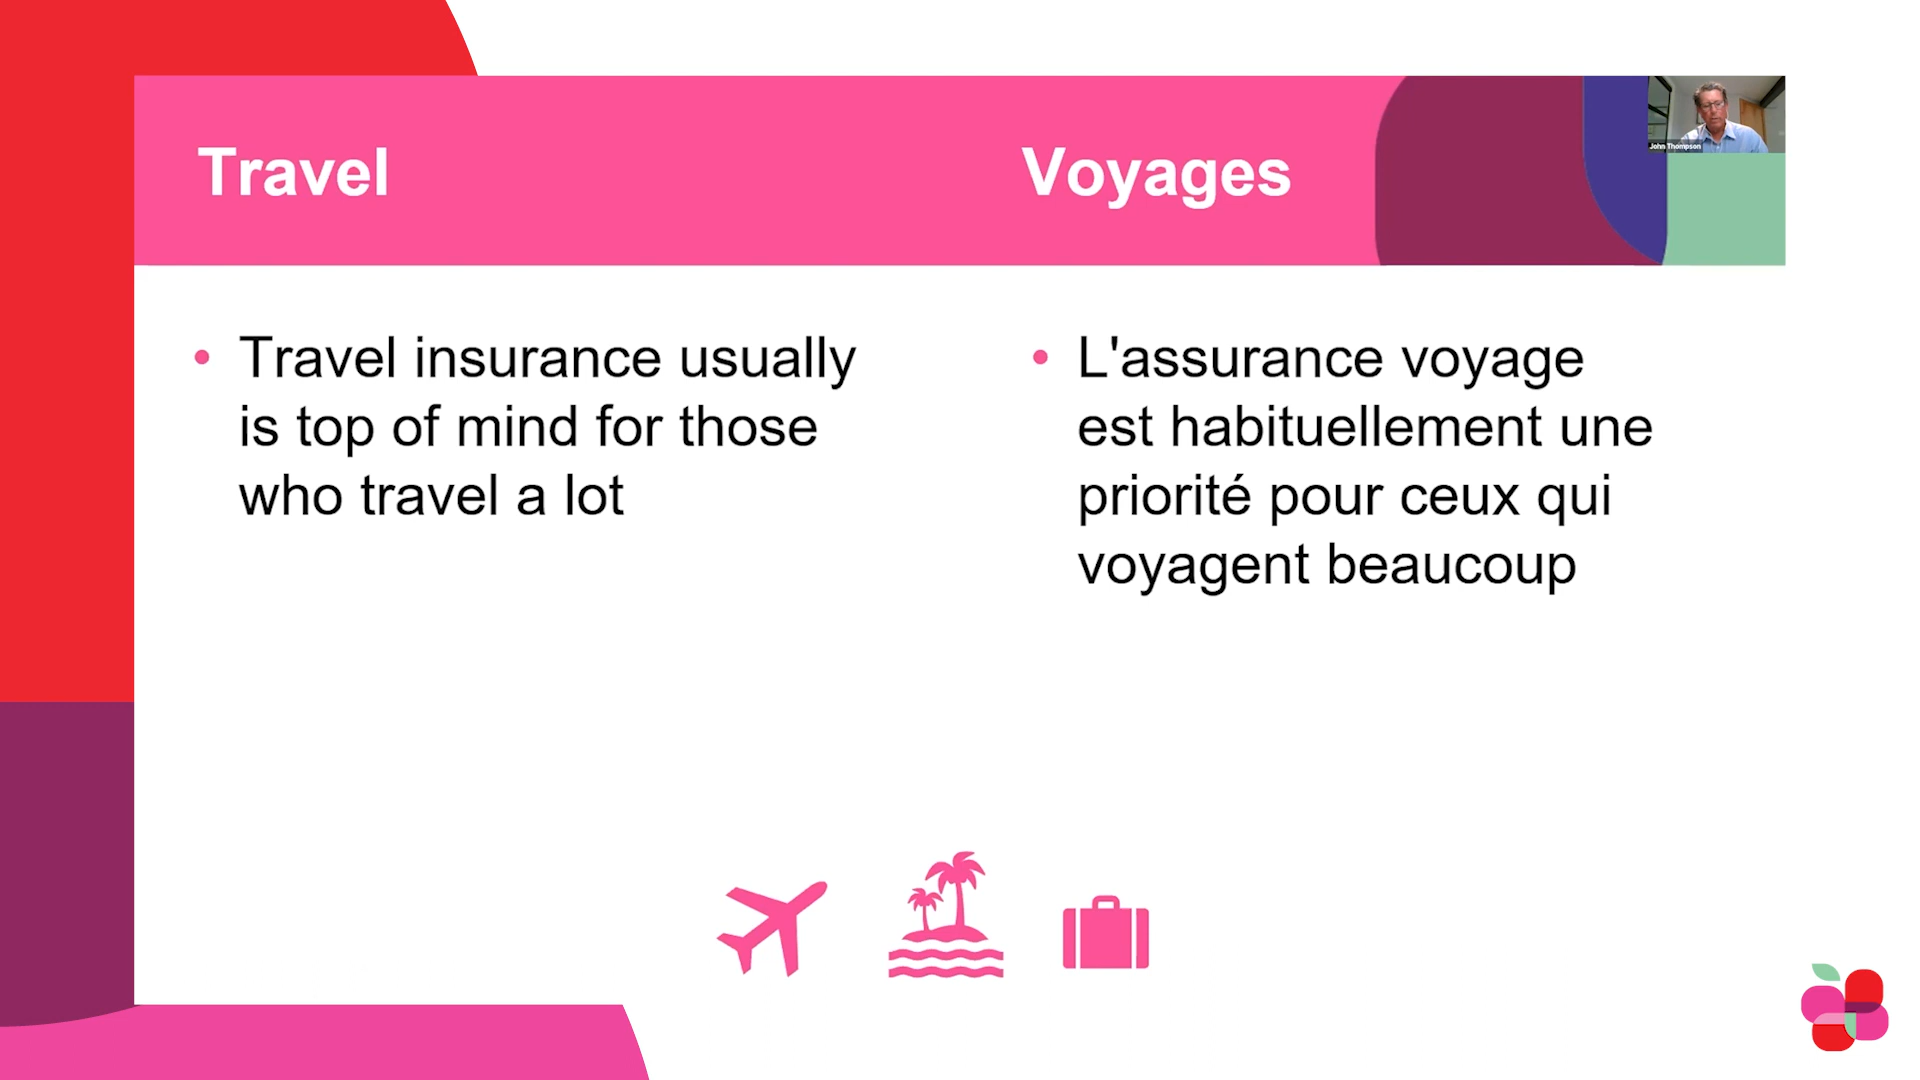 Travel
Voyages
John Thompson
Travel insurance usually
is top of mind for those
who travel a lot
L'assurance voyage
est habituellement une
priorité pour ceux qui
voyagent beaucoup